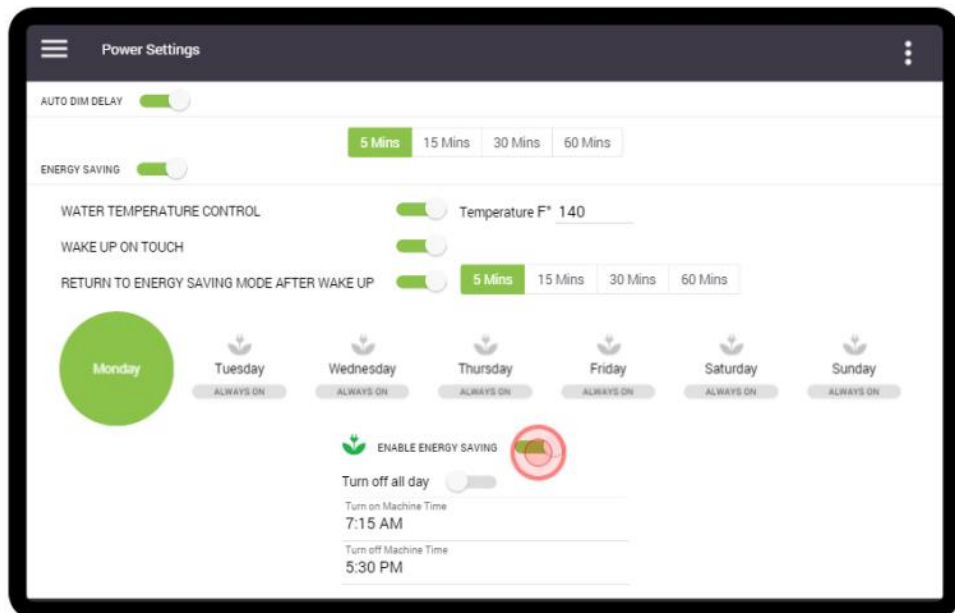 Power Settings
AUTO DIM DELAY
5 Mins 15 Mins 30 Mins 60 Mins
ENERGY SAVING
WATER TEMPERATURE CONTROL Temperature F° 140
WAKE UP ON TOUCH
RETURN TO ENERGY SAVING MODE AFTER WAKE UP 5 Mins 15 Mins 30 Mins 60 Mins
Monday Tuesday Wednesday Thursday Friday Saturday Sunday
ALWAYS ON ALWAYS ON ALWAYS ON ALWAYS ON ALWAYS ON ALWAYS ON
ENABLE ENERGY SAVING
Turn off all day
Turn on Machine Time
7:15 AM
Turn off Machine Time
5:30 PM